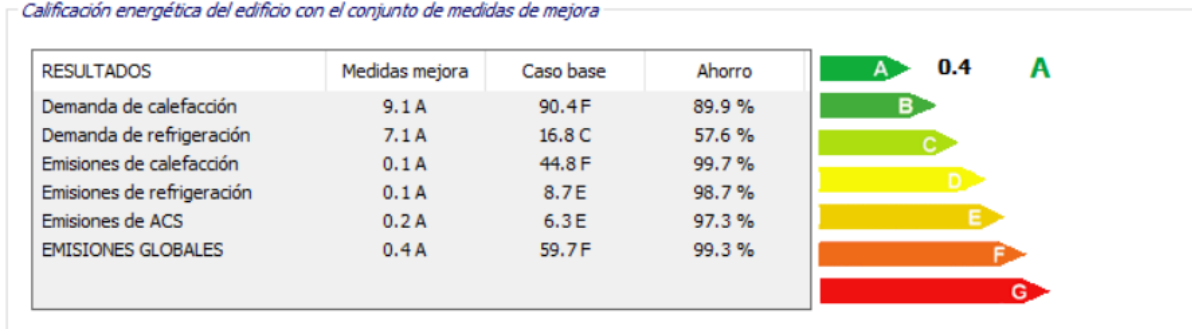 Calificación energética del edificio con el conjunto de medidas de mejora
RESULTADOS Medidas mejora Caso base Ahorro
Demanda de calefacción 9.1 A 90.4 F 89.9 %
Demanda de refrigeración 7.1 A 16.8 C 57.6 %
Emisiones de calefacción 0.1 A 44.8 F 99.7 %
Emisiones de refrigeración 0.1 A 8.7 E 98.7 %
Emisiones de ACS 0.2 A 6.3 E 97.3 %
EMISIONES GLOBALES 0.4 A 59.7 F 99.3 %
A 0.4 A
B
C
D
E
F
G